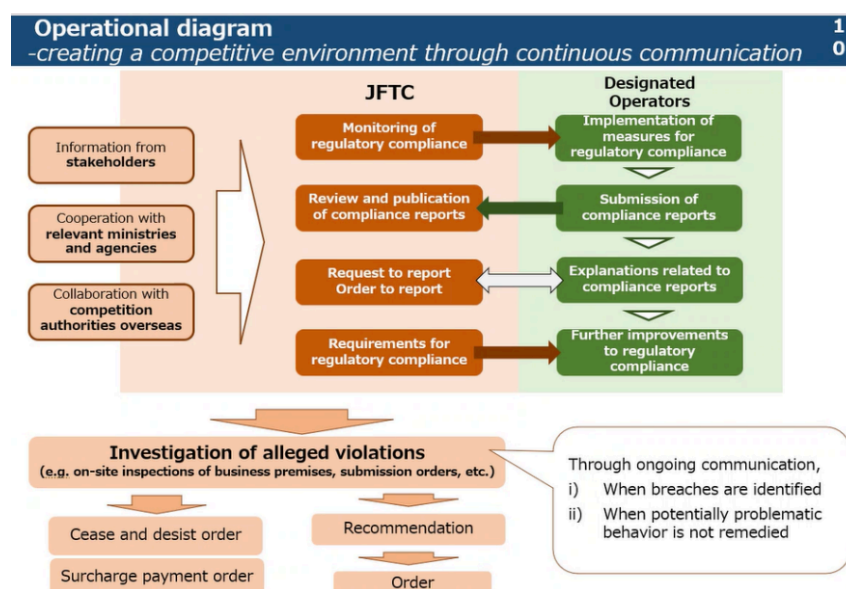 Operational diagram
-creating a competitive environment through continuous communication
1
0
JFTC
Designated
Operators
Information from
stakeholders
Cooperation with
relevant ministries
and agencies
Collaboration with
competition
authorities overseas
Monitoring of
regulatory compliance
Implementation of
measures for
regulatory compliance
Review and publication
of compliance reports
Submission of
compliance reports
Request to report
Order to report
Explanations related to
compliance reports
Requirements for
regulatory compliance
Further improvements
to regulatory
compliance
Investigation of alleged violations
(e.g. on-site inspections of business premises, submission orders, etc.)
Through ongoing communication,
i) When breaches are identified
ii) When potentially problematic
behavior is not remedied
Cease and desist order
Surcharge payment order
Recommendation
Order